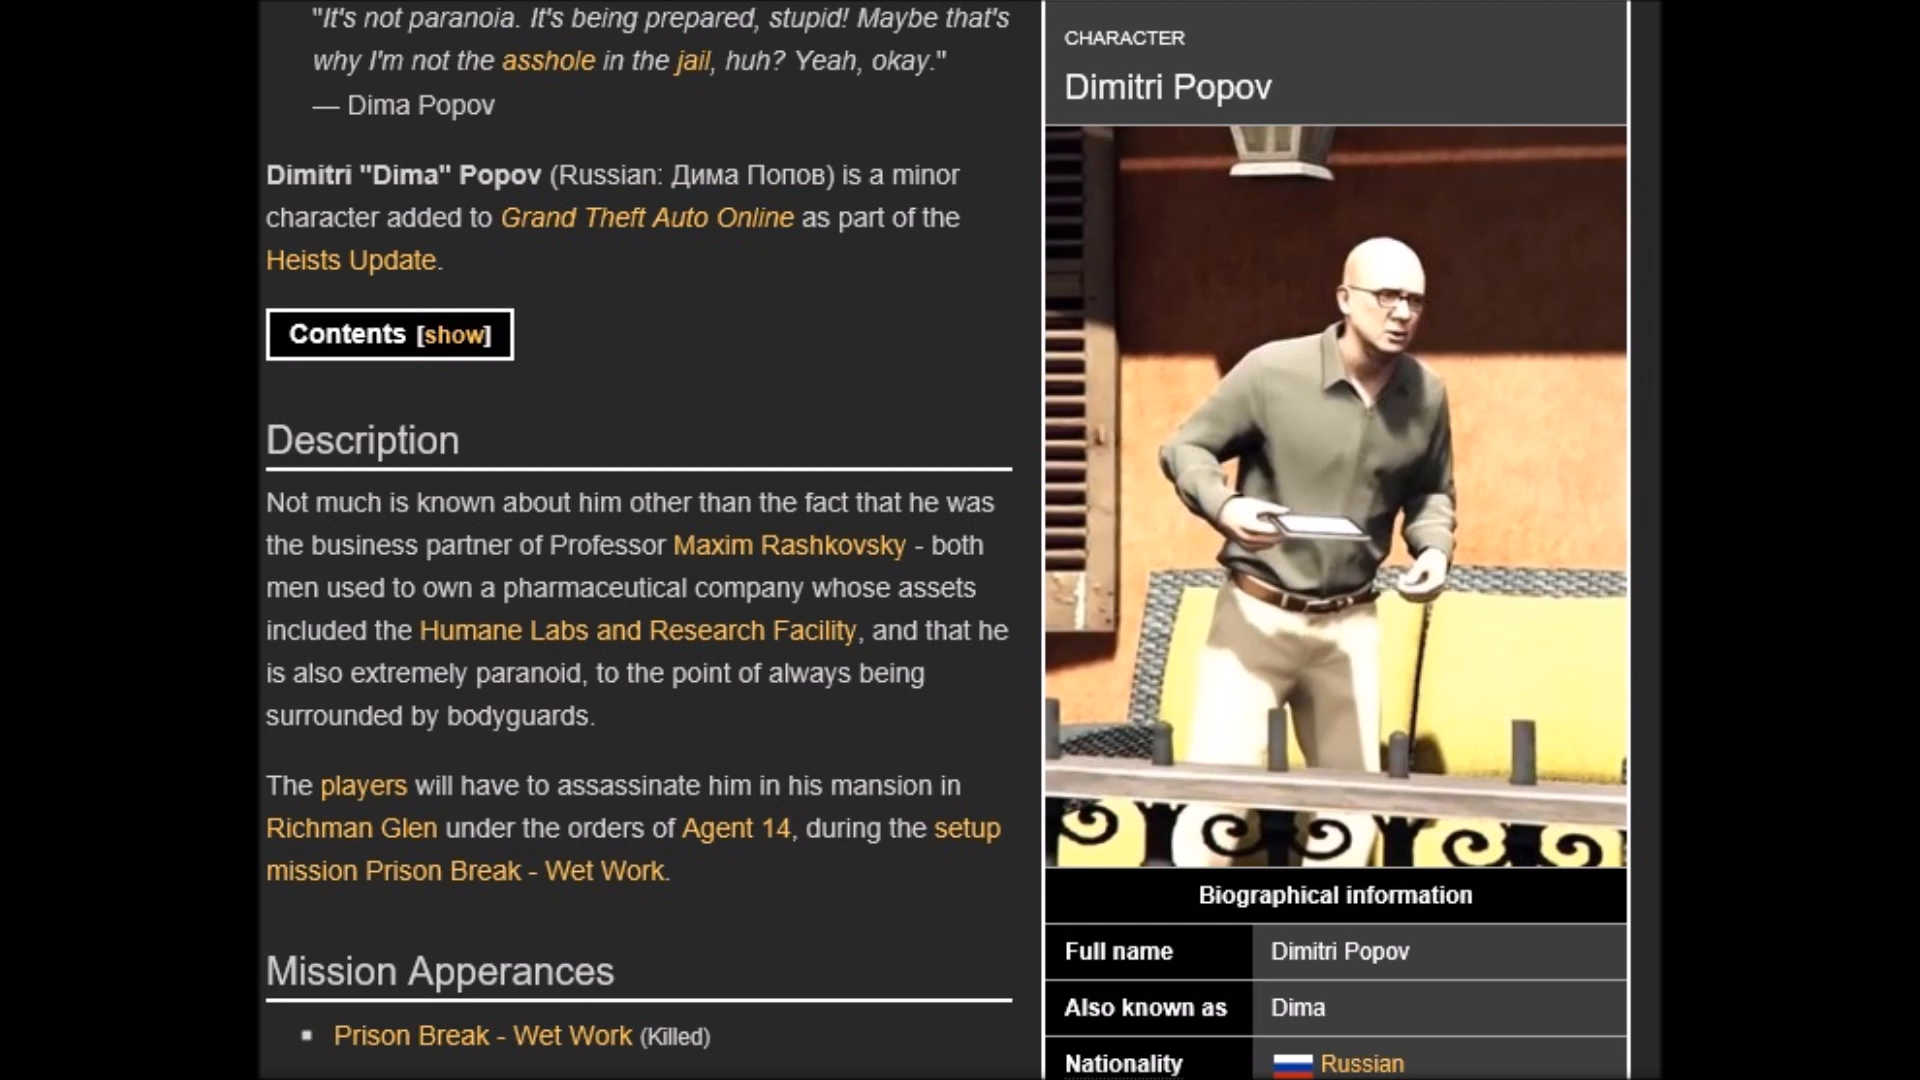 "It's not paranoia. It's being prepared, stupid! Maybe that's
why I'm not the asshole in the jail, huh? Yeah, okay."
— Dima Popov
Dimitri "Dima" Popov (Russian: Дима Попов) is a minor
character added to Grand Theft Auto Online as part of the
Heists Update.
Contents [show]
Description
Not much is known about him other than the fact that he was
the business partner of Professor Maxim Rashkovsky - both
men used to own a pharmaceutical company whose assets
included the Humane Labs and Research Facility, and that he
is also extremely paranoid, to the point of always being
surrounded by bodyguards.
The players will have to assassinate him in his mansion in
Richman Glen under the orders of Agent 14, during the setup
mission Prison Break - Wet Work.
Mission Apperances
▪ Prison Break - Wet Work (Killed)
CHARACTER
Dimitri Popov
Biographical information
Full name Dimitri Popov
Also known as Dima
Nationality Russian